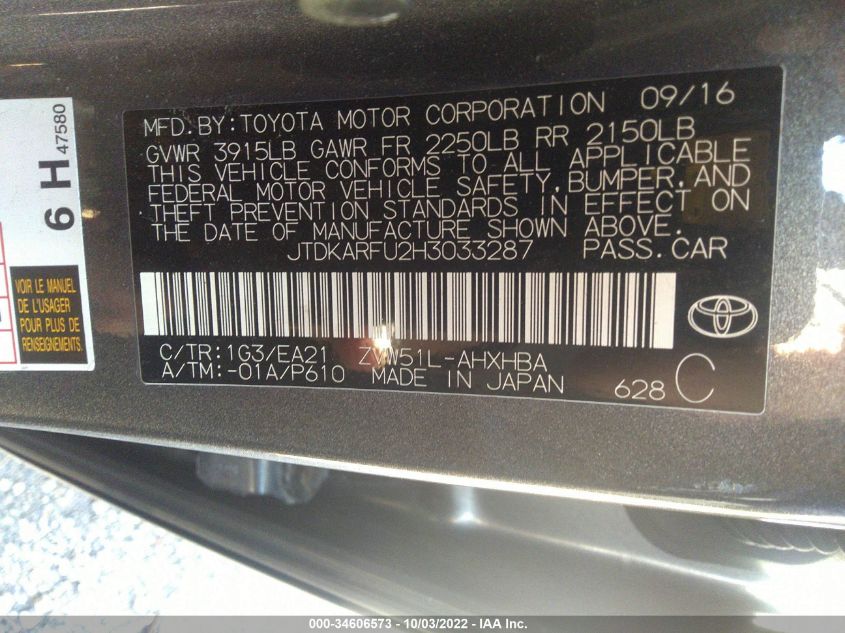 MFD.BY:TOYOTA MOTOR CORPORATION 09/16
GVWR 3915LB GAWR FR 2250LB RR 2150LB
THIS VEHICLE CONFORMS TO ALL APPLICABLE
FEDERAL MOTOR VEHICLE SAFETY,BUMPER,AND
THEFT PREVENTION STANDARDS IN EFFECT ON
THE DATE OF MANUFACTURE SHOWN ABOVE.
JTDKARFU2H3033287 PASS.CAR
C/TR:1G3/EA21 ZVW51L-AHXHBA
A/TM:-01A/P610 MADE IN JAPAN 628 C
6 H 47580
VOIR LE MANUEL
DE L'USAGER
POUR PLUS DE
RENSEIGNEMENTS
000-34606573 - 10/03/2022 - IAA Inc.